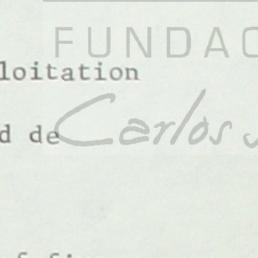 FUNDAC
loitation
d de
Carlos